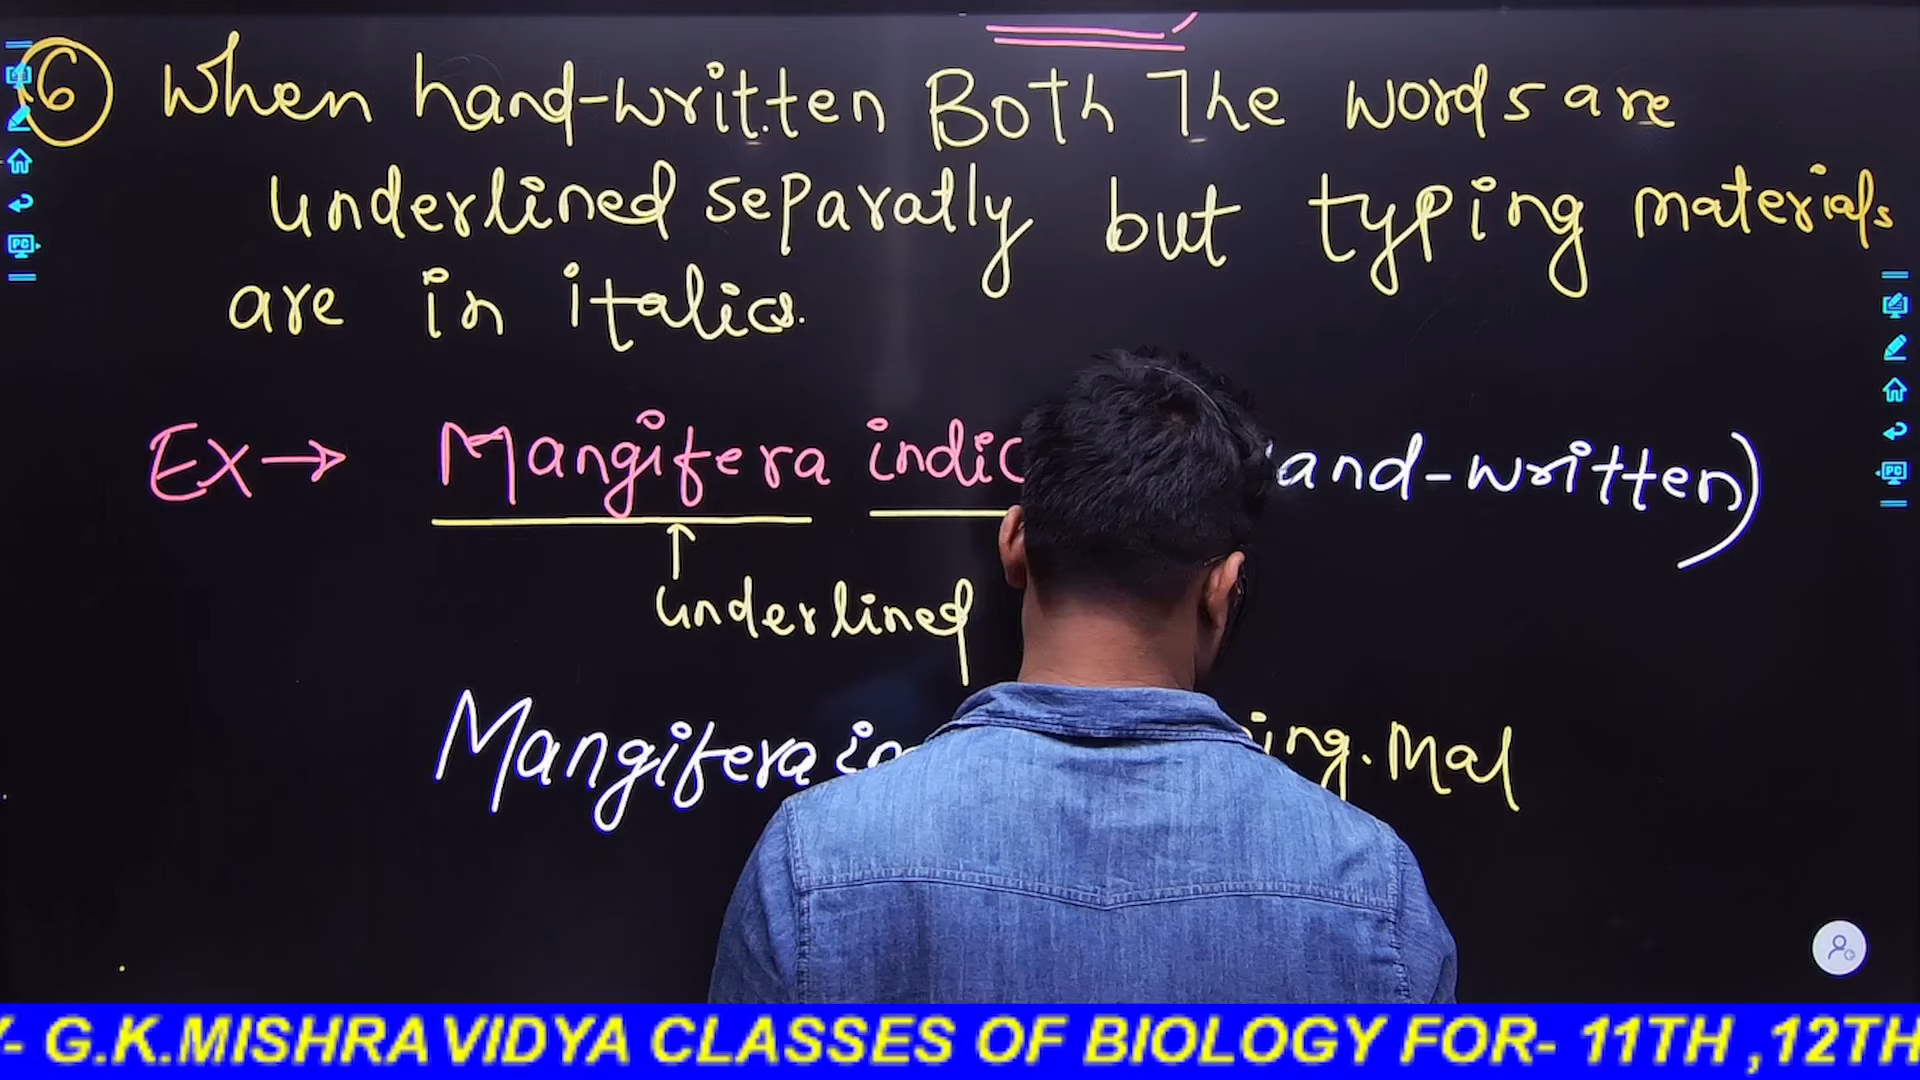 6 When hand-written Both The words are
underlined separatly but typing materials
are in italics.
Ex→ Mangifera indic and-written)
underlined
Mangifera in ing. Mal
Y- G.K.MISHRA VIDYA CLASSES OF BIOLOGY FOR- 11TH ,12TH